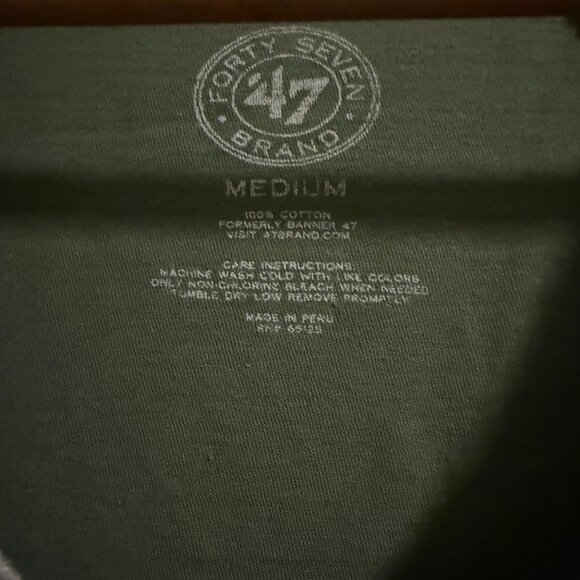 FORTY SEVEN
47
BRAND
MEDIUM
100% COTTON
FORMERLY BANNER 47
VISIT 47BRAND.COM
CARE INSTRUCTIONS
MACHINE WASH COLD WITH LIKE COLORS
ONLY NON-CHLORINE BLEACH WHEN NEEDED
TUMBLE DRY LOW REMOVE PROMPTLY
MADE IN PERU
RN#